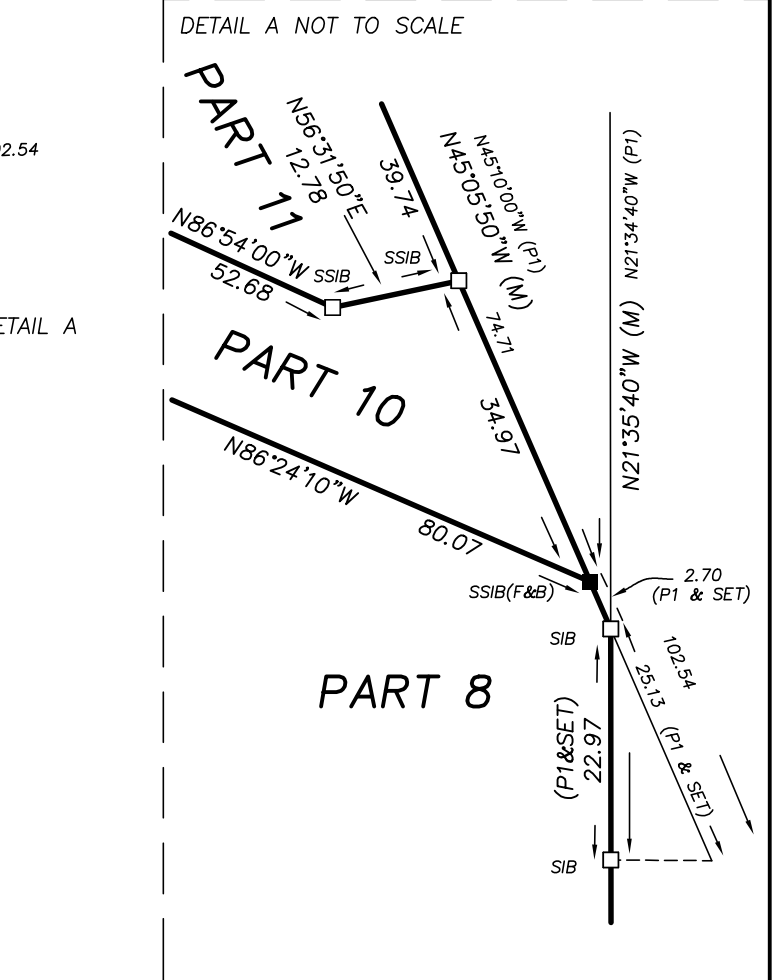 DETAIL A NOT TO SCALE
02.54
ETAIL A
PART 11
N56°31'50"E
12.78
39.74
N45°10'00"W (P1)
N45°05'50"W (M)
N21°34'40"W (P1)
N21°35'40"W (M)
N86°54'00"W
52.68
SSIB
SSIB
74.71
34.97
PART 10
N86°24'10"W
80.07
SSIB(F&B)
2.70
(P1 & SET)
SIB
102.54
25.13 (P1 & SET)
PART 8
(P1&SET)
22.97
SIB